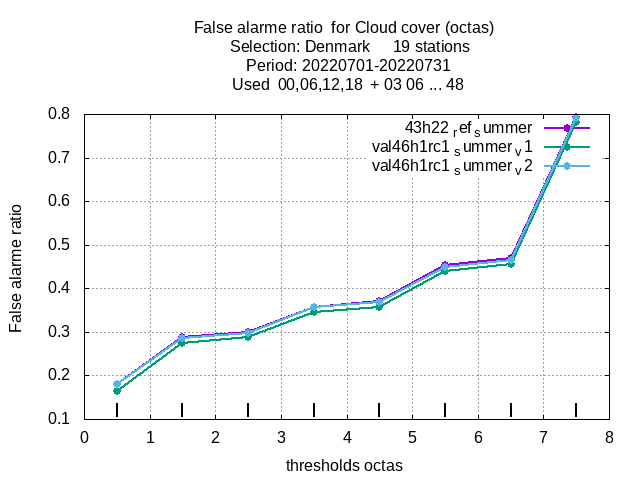 False alarme ratio  for Cloud cover (octas)
Selection: Denmark     19 stations
Period: 20220701-20220731
Used  00,06,12,18  + 03 06 ... 48
43h22 ref summer
val46h1rc1 summer v1
val46h1rc1 summer v2
0.8
0.7
0.6
0.5
0.4
0.3
0.2
0.1
False alarme ratio
0 1 2 3 4 5 6 7 8
thresholds octas